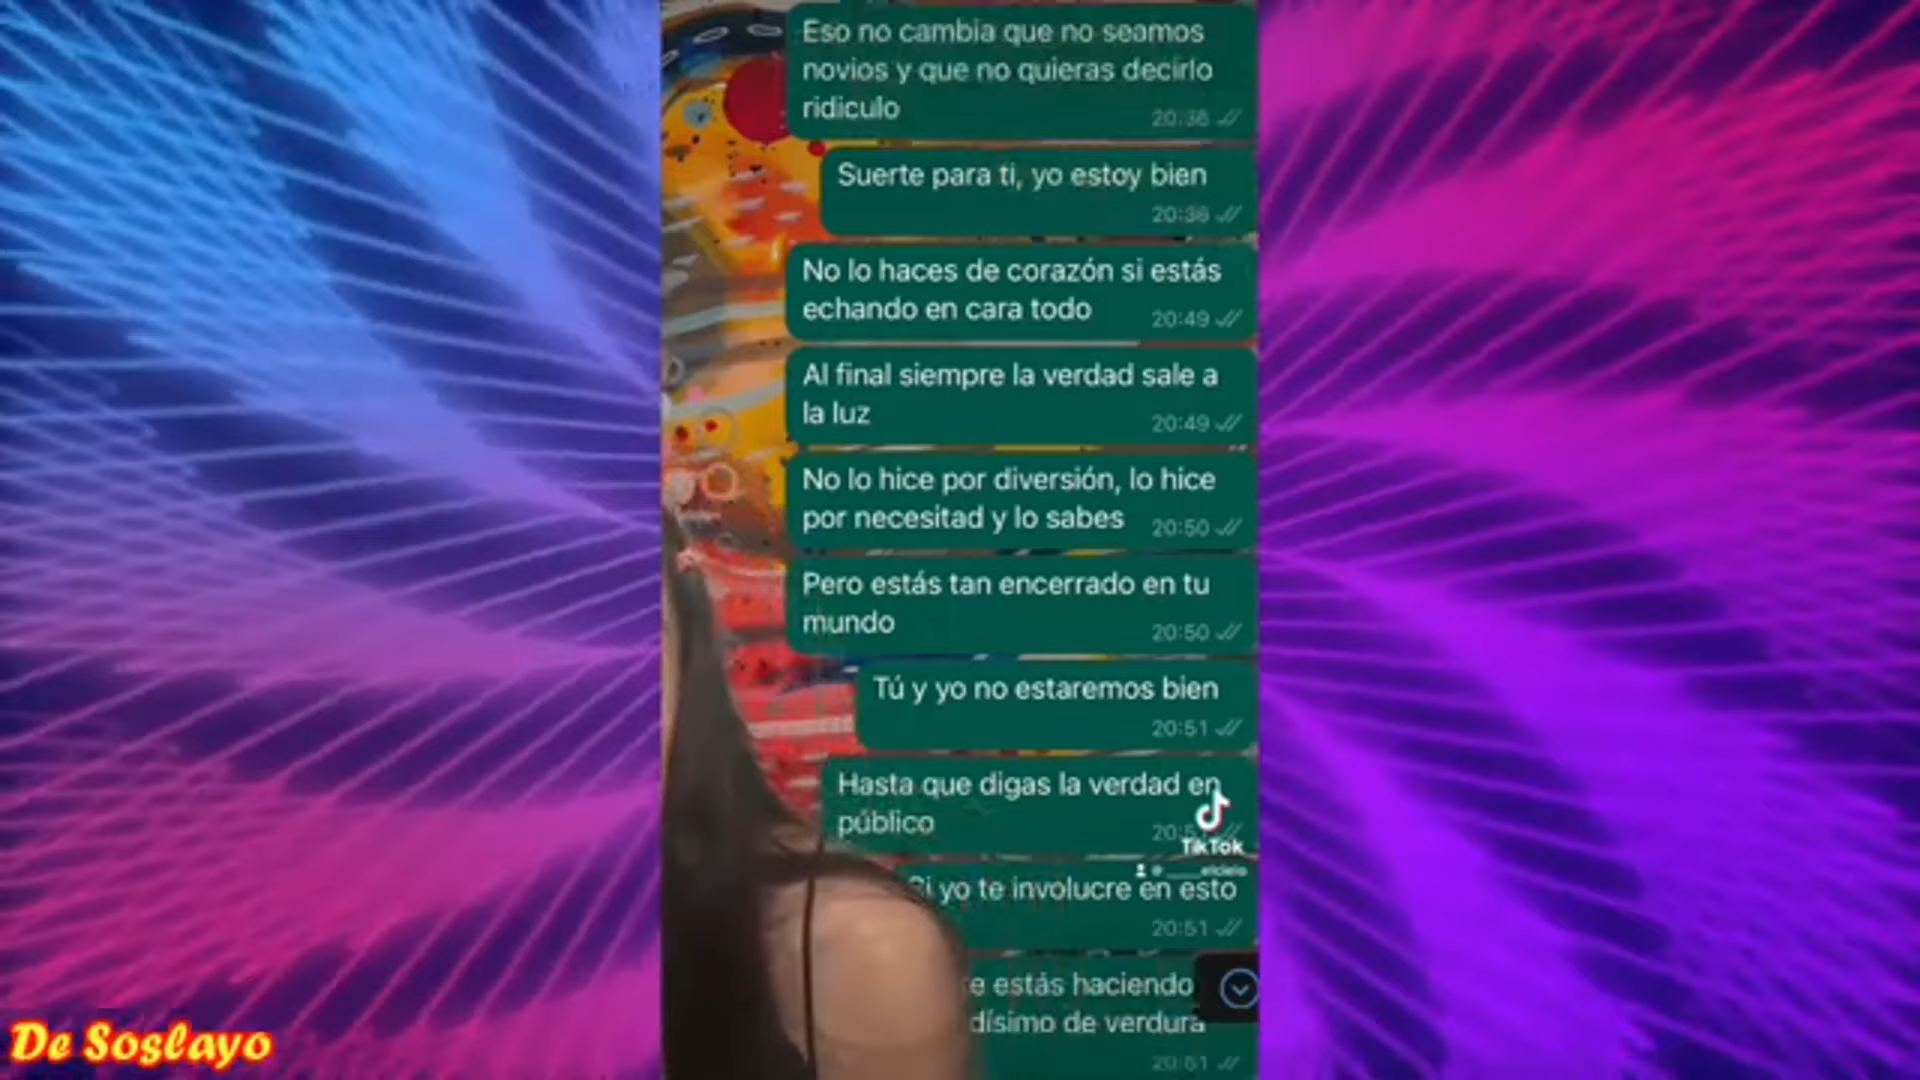 Eso no cambia que no seamos
novios y que no quieras decirlo
ridiculo
20:36
Suerte para ti, yo estoy bien
20:36
No lo haces de corazón si estás
echando en cara todo
20:49
Al final siempre la verdad sale a
la luz
20:49
No lo hice por diversión, lo hice
por necesitad y lo sabes
20:50
Pero estás tan encerrado en tu
mundo
20:50
Tú y yo no estaremos bien
20:51
Hasta que digas la verdad en
público
TikTok
Si yo te involucre en esto
20:51
estás haciendo
dísimo de verdura
20:51
De Soslayo